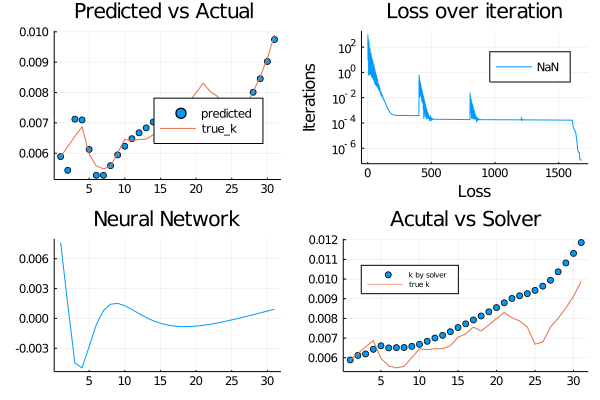 Predicted vs Actual
0.010
0.009
0.008
0.007
0.006
predicted
true_k
5 10 15 20 25 30
Loss over iteration
10^2
10^0
10^-2
10^-4
10^-6
Iterations
NaN
0 500 1000 1500
Loss
Neural Network
0.006
0.003
0.000
-0.003
5 10 15 20 25 30
Acutal vs Solver
0.012
0.011
0.010
0.009
0.008
0.007
0.006
k by solver
true k
5 10 15 20 25 30